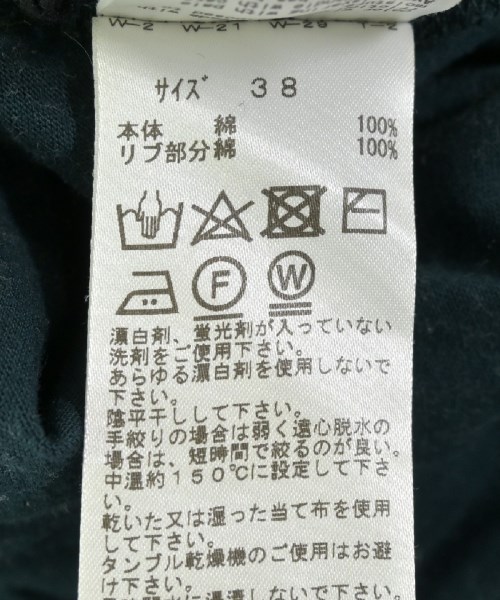 W-2 W-21 W-26 T-2
サイズ 38
本体 綿 100%
リブ部分綿 100%
F W
漂白剤、蛍光剤が入っていない
洗剤をご使用下さい。
あらゆる漂白剤を使用しないで
下さい。
陰平干しして下さい。
手絞りの場合は弱く遠心脱水の
場合は、短時間で絞るのが良い。
中温約150℃に設定して下さ
い。
乾いた又は湿った当て布を使用
して下さい。
タンブル乾燥機のご使用はお避
け下さい。